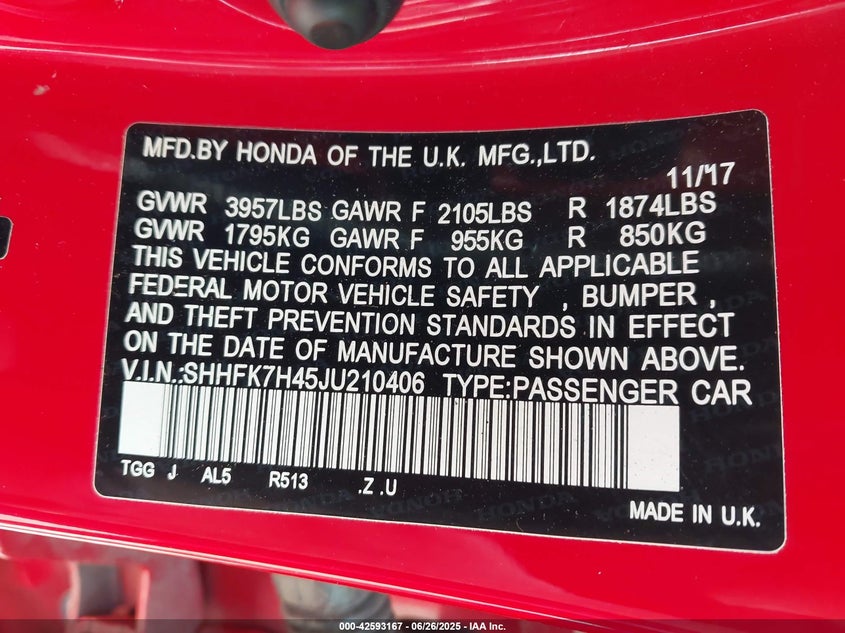 MFD.BY HONDA OF THE U.K. MFG.,LTD.
11/17
GVWR 3957LBS GAWR F 2105LBS R 1874LBS
GVWR 1795KG GAWR F 955KG R 850KG
THIS VEHICLE CONFORMS TO ALL APPLICABLE
FEDERAL MOTOR VEHICLE SAFETY , BUMPER ,
AND THEFT PREVENTION STANDARDS IN EFFECT
ON THE DATE OF MANUFACTURE SHOWN ABOVE.
V.I.N.:SHHFK7H45JU210406 TYPE:PASSENGER CAR
TGG J AL5 R513 .Z .U
MADE IN U.K.
000-42593167 - 06/26/2025 - IAA Inc.